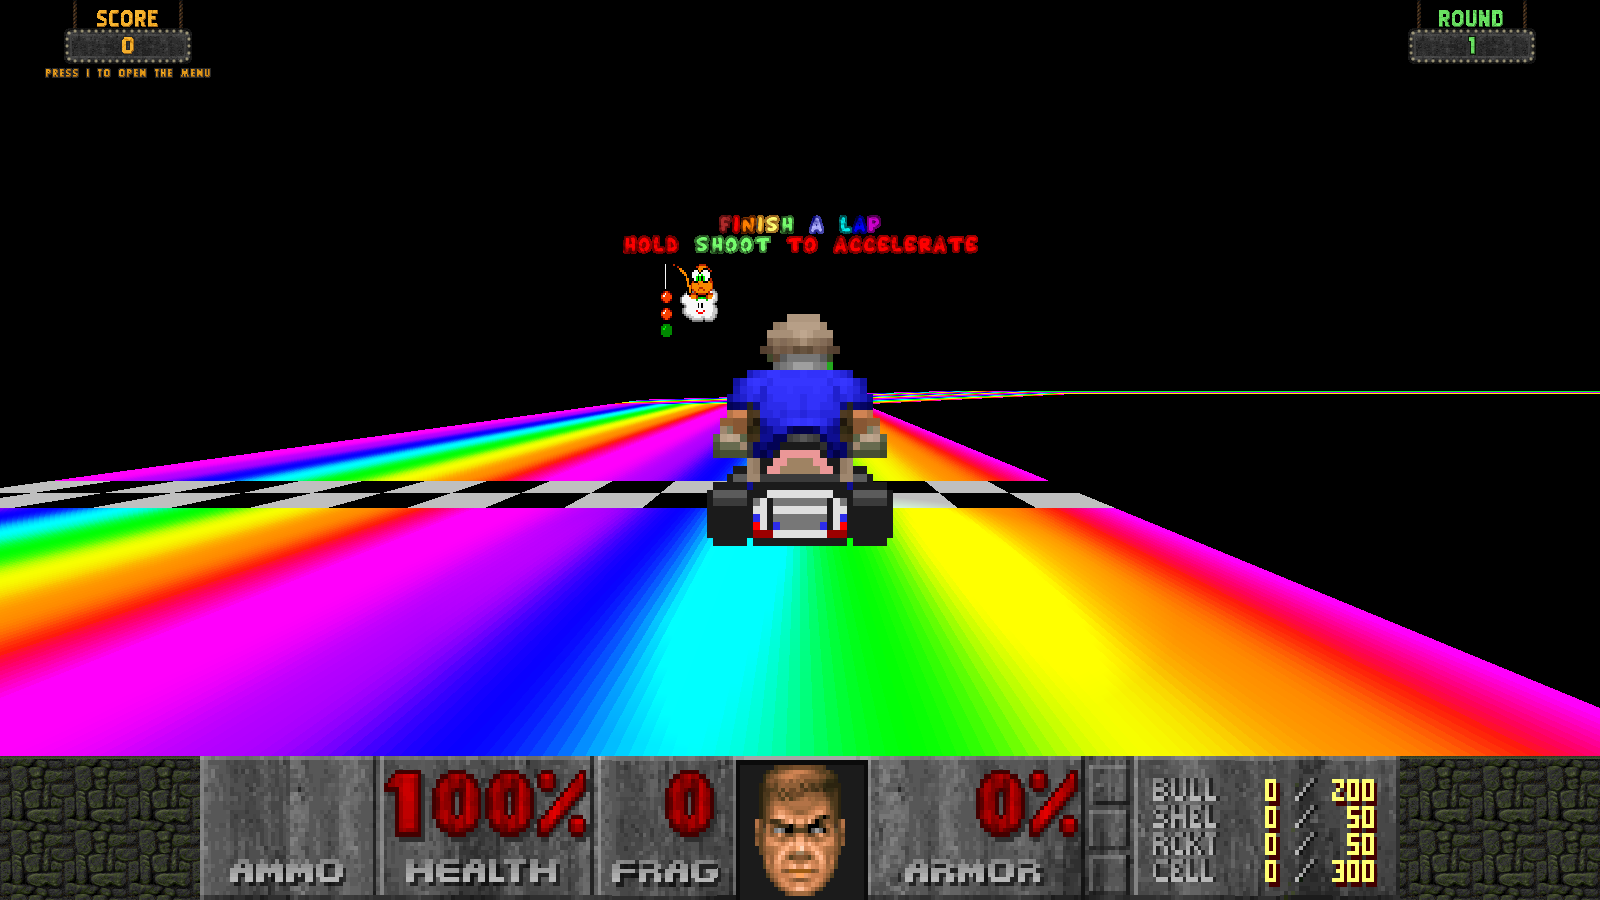 SCORE
0
PRESS I TO OPEN THE MENU
ROUND
1
FINISH A LAP
HOLD SHOOT TO ACCELERATE
AMMO
100%
HEALTH
0
FRAG
0%
ARMOR
BULL 0 / 200
SHEL 0 / 50
RCKT 0 / 50
CELL 0 / 300